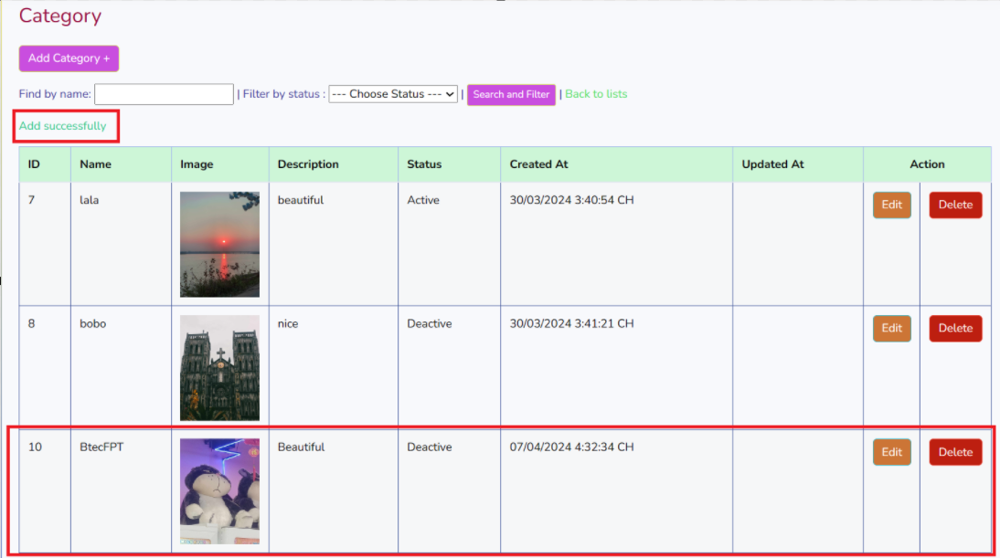 Category
Add Category +
Find by name: | Filter by status : --- Choose Status --- | Search and Filter | Back to lists
Add successfully
ID Name Image Description Status Created At Updated At Action
7 lala beautiful Active 30/03/2024 3:40:54 CH Edit Delete
8 bobo nice Deactive 30/03/2024 3:41:21 CH Edit Delete
10 BtecFPT Beautiful Deactive 07/04/2024 4:32:34 CH Edit Delete